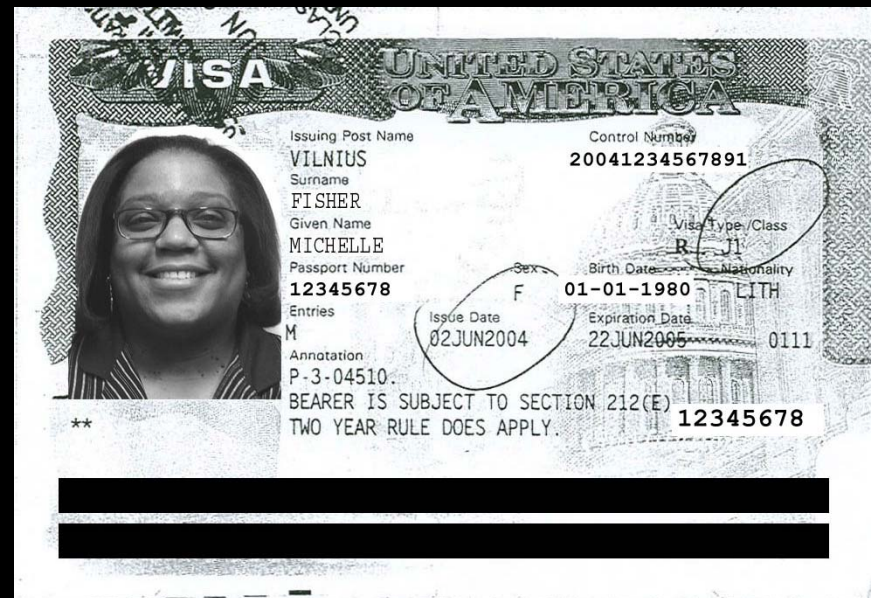 VISA
UNITED STATES
OF AMERICA
Issuing Post Name Control Number
VILNIUS 20041234567891
Surname
FISHER
Given Name Visa Type /Class
MICHELLE R J1
Passport Number Sex Birth Date Nationality
12345678 F 01-01-1980 LITH
Entries Issue Date Expiration Date
M 02JUN2004 22JUN2005 0111
Annotation
P-3-04510.
BEARER IS SUBJECT TO SECTION 212(E)
TWO YEAR RULE DOES APPLY. 12345678
**